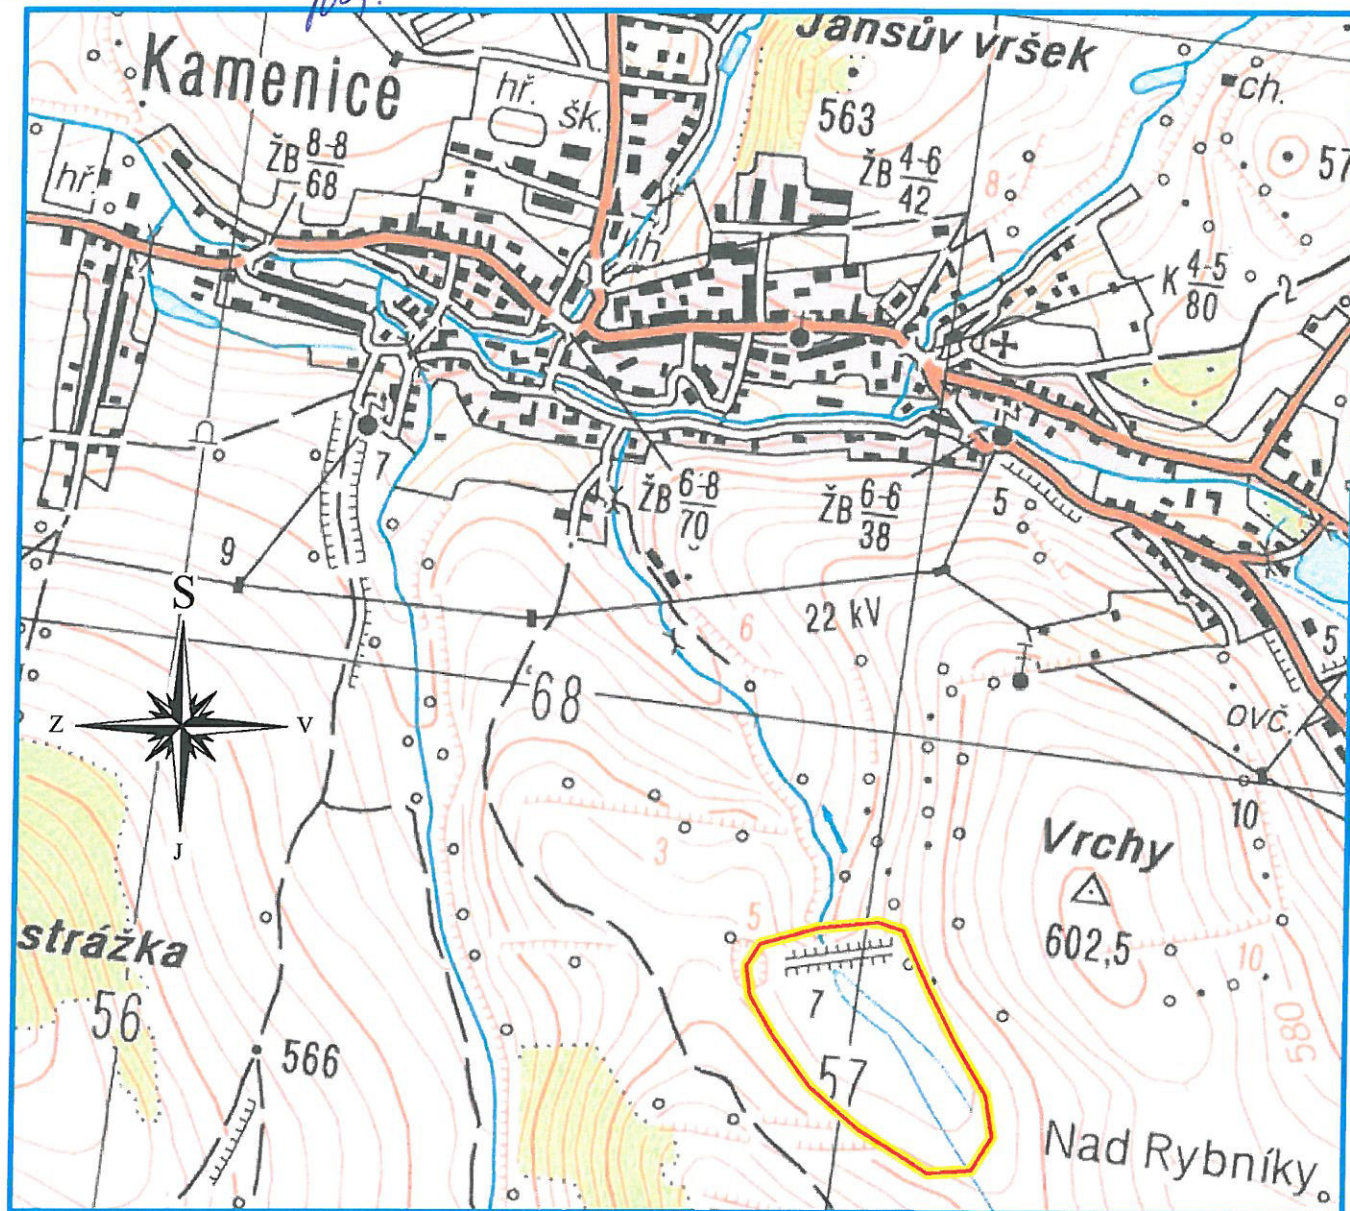 Jansův vršek
Kamenice
hř.
šk.
563
ch.
57
ŽB 8-8
68
ŽB 4-6
42
8
hř.
K 4-5
80
2
7
ŽB 6-8
70
ŽB 6-6
38
5
9
S
22 kV
6
68
5
Z
V
ovč.
J
10
3
Vrchy
602,5
5
10
strážka
56
566
7
57
580
Nad Rybníky